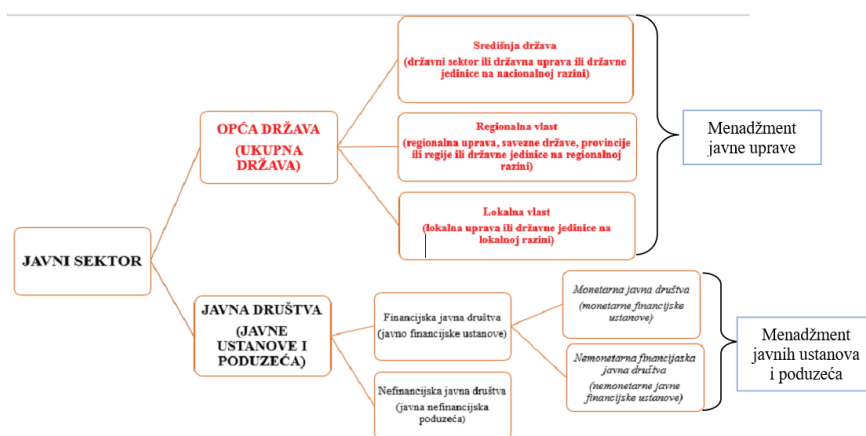 Središnja država
(državni sektor ili državna uprava ili državne
jedinice na nacionalnoj razini)
OPĆA DRŽAVA
(UKUPNA
DRŽAVA)
Regionalna vlast
(regionalna uprava, savezne države, provincije
ili regije ili državne jedinice na regionalnoj
razini)
Menadžment
javne uprave
Lokalna vlast
(lokalna uprava ili državne jedinice na
lokalnoj razini)
JAVNI SEKTOR
JAVNA DRUŠTVA
(JAVNE
USTANOVE I
PODUZEĆA)
Financijska javna društva
(javno financijske ustanove)
Monetarna javna društva
(monetarne financijske
ustanove)
Nemonetarna financijaska
javna društva
(nemonetarne javne
financijske ustanove)
Menadžment
javnih ustanova
i poduzeća
Nefinancijska javna društva
(javna nefinancijska
poduzeća)